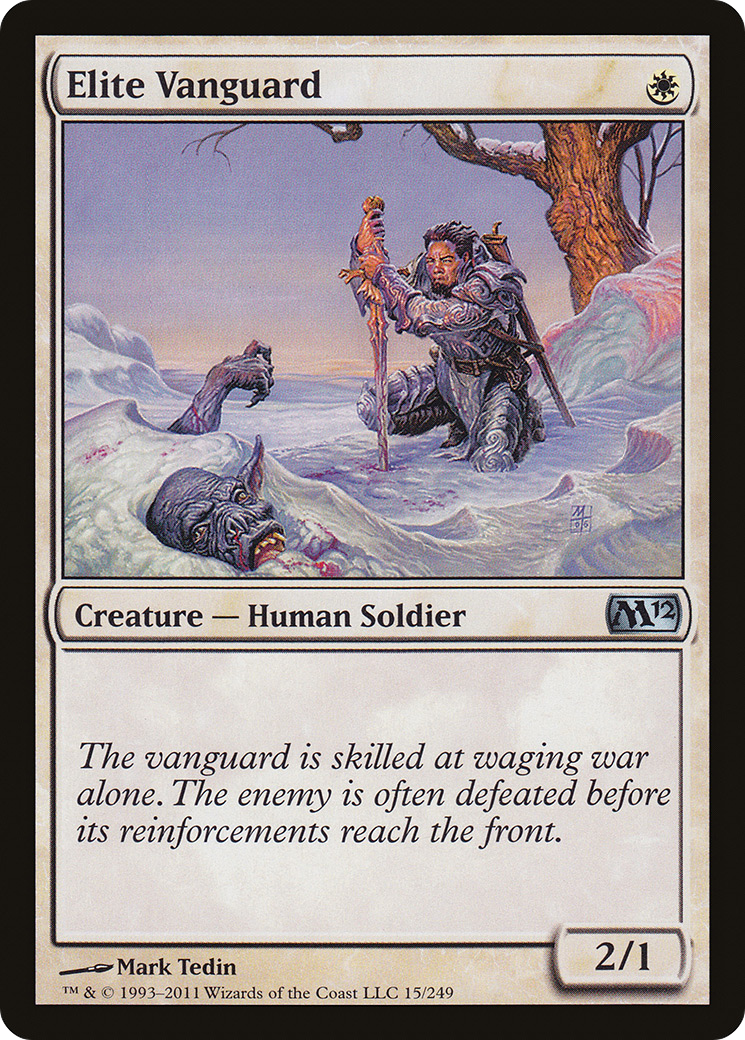 Elite Vanguard
Creature — Human Soldier
M12
The vanguard is skilled at waging war
alone. The enemy is often defeated before
its reinforcements reach the front.
2/1
Mark Tedin
™ & © 1993–2011 Wizards of the Coast LLC 15/249